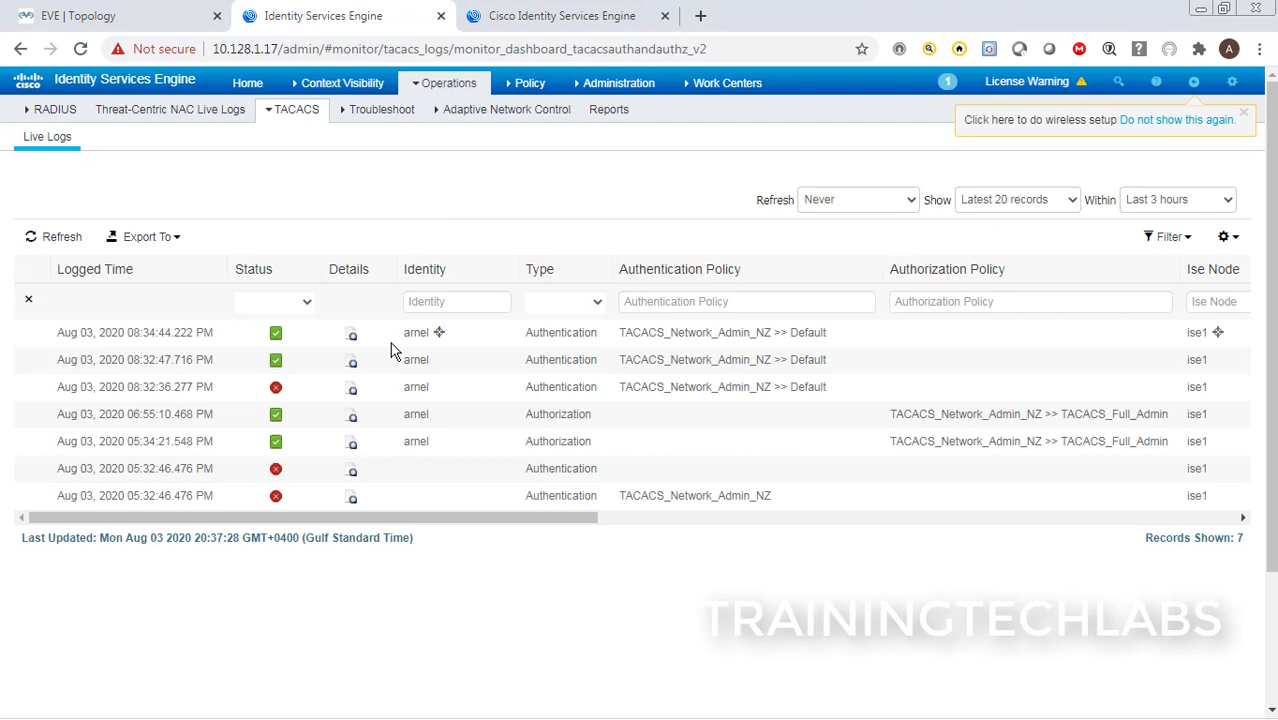 EVE | Topology
Identity Services Engine
Cisco Identity Services Engine
Not secure 10.128.1.17/admin/#monitor/tacacs_logs/monitor_dashboard_tacacsauthandauthz_v2
A
CISCO Identity Services Engine Home Context Visibility Operations Policy Administration Work Centers 1 License Warning
RADIUS Threat-Centric NAC Live Logs TACACS Troubleshoot Adaptive Network Control Reports
Click here to do wireless setup Do not show this again.
Live Logs
Refresh Never Show Latest 20 records Within Last 3 hours
Refresh Export To Filter
Logged Time Status Details Identity Type Authentication Policy Authorization Policy Ise Node
Identity Authentication Policy Authorization Policy Ise Node
Aug 03, 2020 08:34:44.222 PM arnel Authentication TACACS_Network_Admin_NZ >> Default ise1
Aug 03, 2020 08:32:47.716 PM arnel Authentication TACACS_Network_Admin_NZ >> Default ise1
Aug 03, 2020 08:32:36.277 PM arnel Authentication TACACS_Network_Admin_NZ >> Default ise1
Aug 03, 2020 06:55:10.468 PM arnel Authorization TACACS_Network_Admin_NZ >> TACACS_Full_Admin ise1
Aug 03, 2020 05:34:21.548 PM arnel Authorization TACACS_Network_Admin_NZ >> TACACS_Full_Admin ise1
Aug 03, 2020 05:32:46.476 PM Authentication ise1
Aug 03, 2020 05:32:46.476 PM Authentication TACACS_Network_Admin_NZ ise1
Last Updated: Mon Aug 03 2020 20:37:28 GMT+0400 (Gulf Standard Time) Records Shown: 7
TRAININGTECHLABS